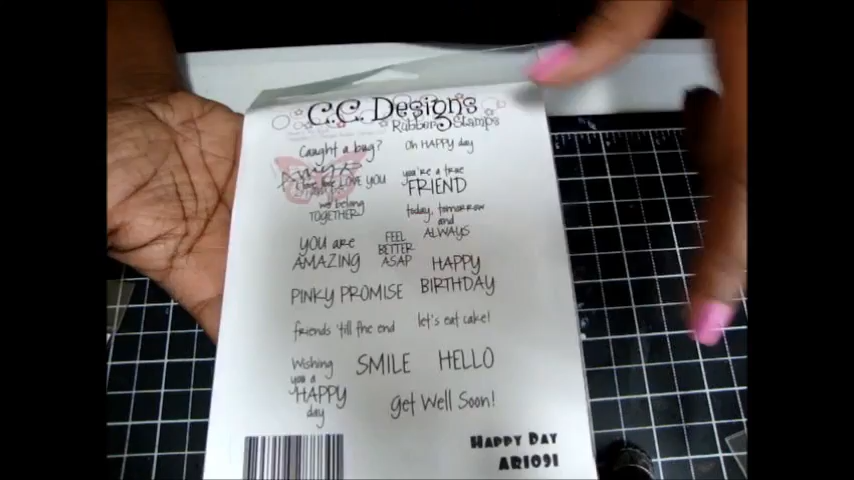 C.C. Designs
Rubber Stamps
Caught a bug?
Oh HAPPY day
LOVE YOU
you're a true
FRIEND
we belong
TOGETHER
today, tomorrow
and
ALWAYS
YOU are
AMAZING
FEEL
BETTER
ASAP
HAPPY
BIRTHDAY
PINKY PROMISE
friends 'till the end
let's eat cake!
Wishing
you a
HAPPY
day
SMILE
HELLO
Get Well Soon!
HAPPY DAY
AR1091